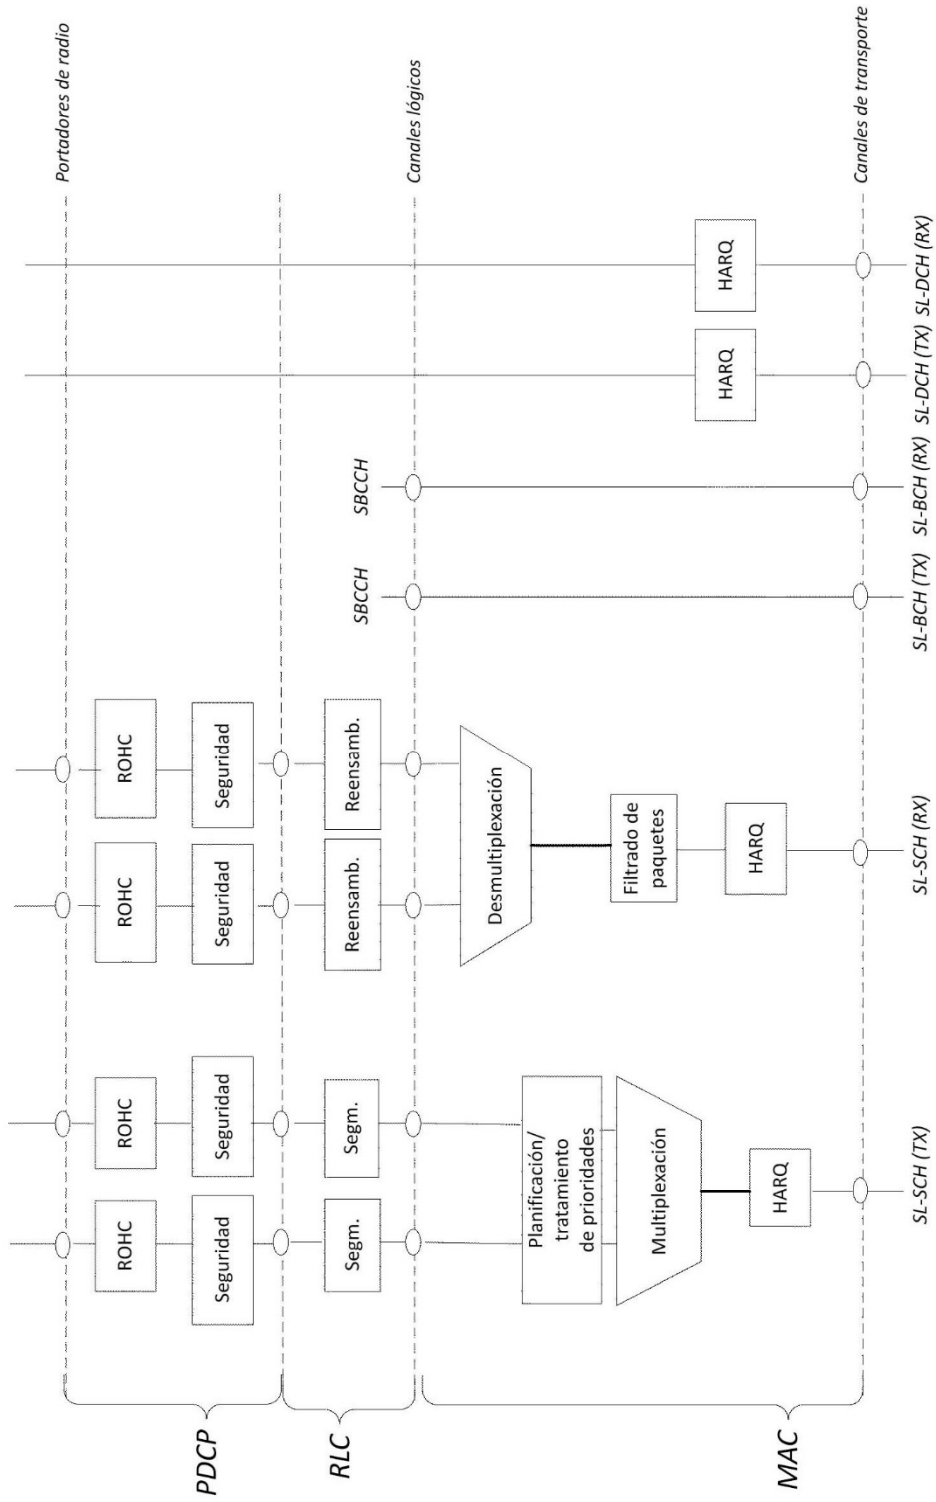 Portadores de radio
PDCP
ROHC
ROHC
ROHC
ROHC
Seguridad
Seguridad
Seguridad
Seguridad
RLC
Segm.
Segm.
Reensamb.
Reensamb.
SBCCH
SBCCH
Canales lógicos
MAC
Planificación/
tratamiento
de prioridades
Multiplexación
HARQ
Desmultiplexación
Filtrado de
paquetes
HARQ
HARQ
HARQ
Canales de transporte
SL-SCH (TX)
SL-SCH (RX)
SL-BCH (TX)
SL-BCH (RX)
SL-DCH (TX)
SL-DCH (RX)